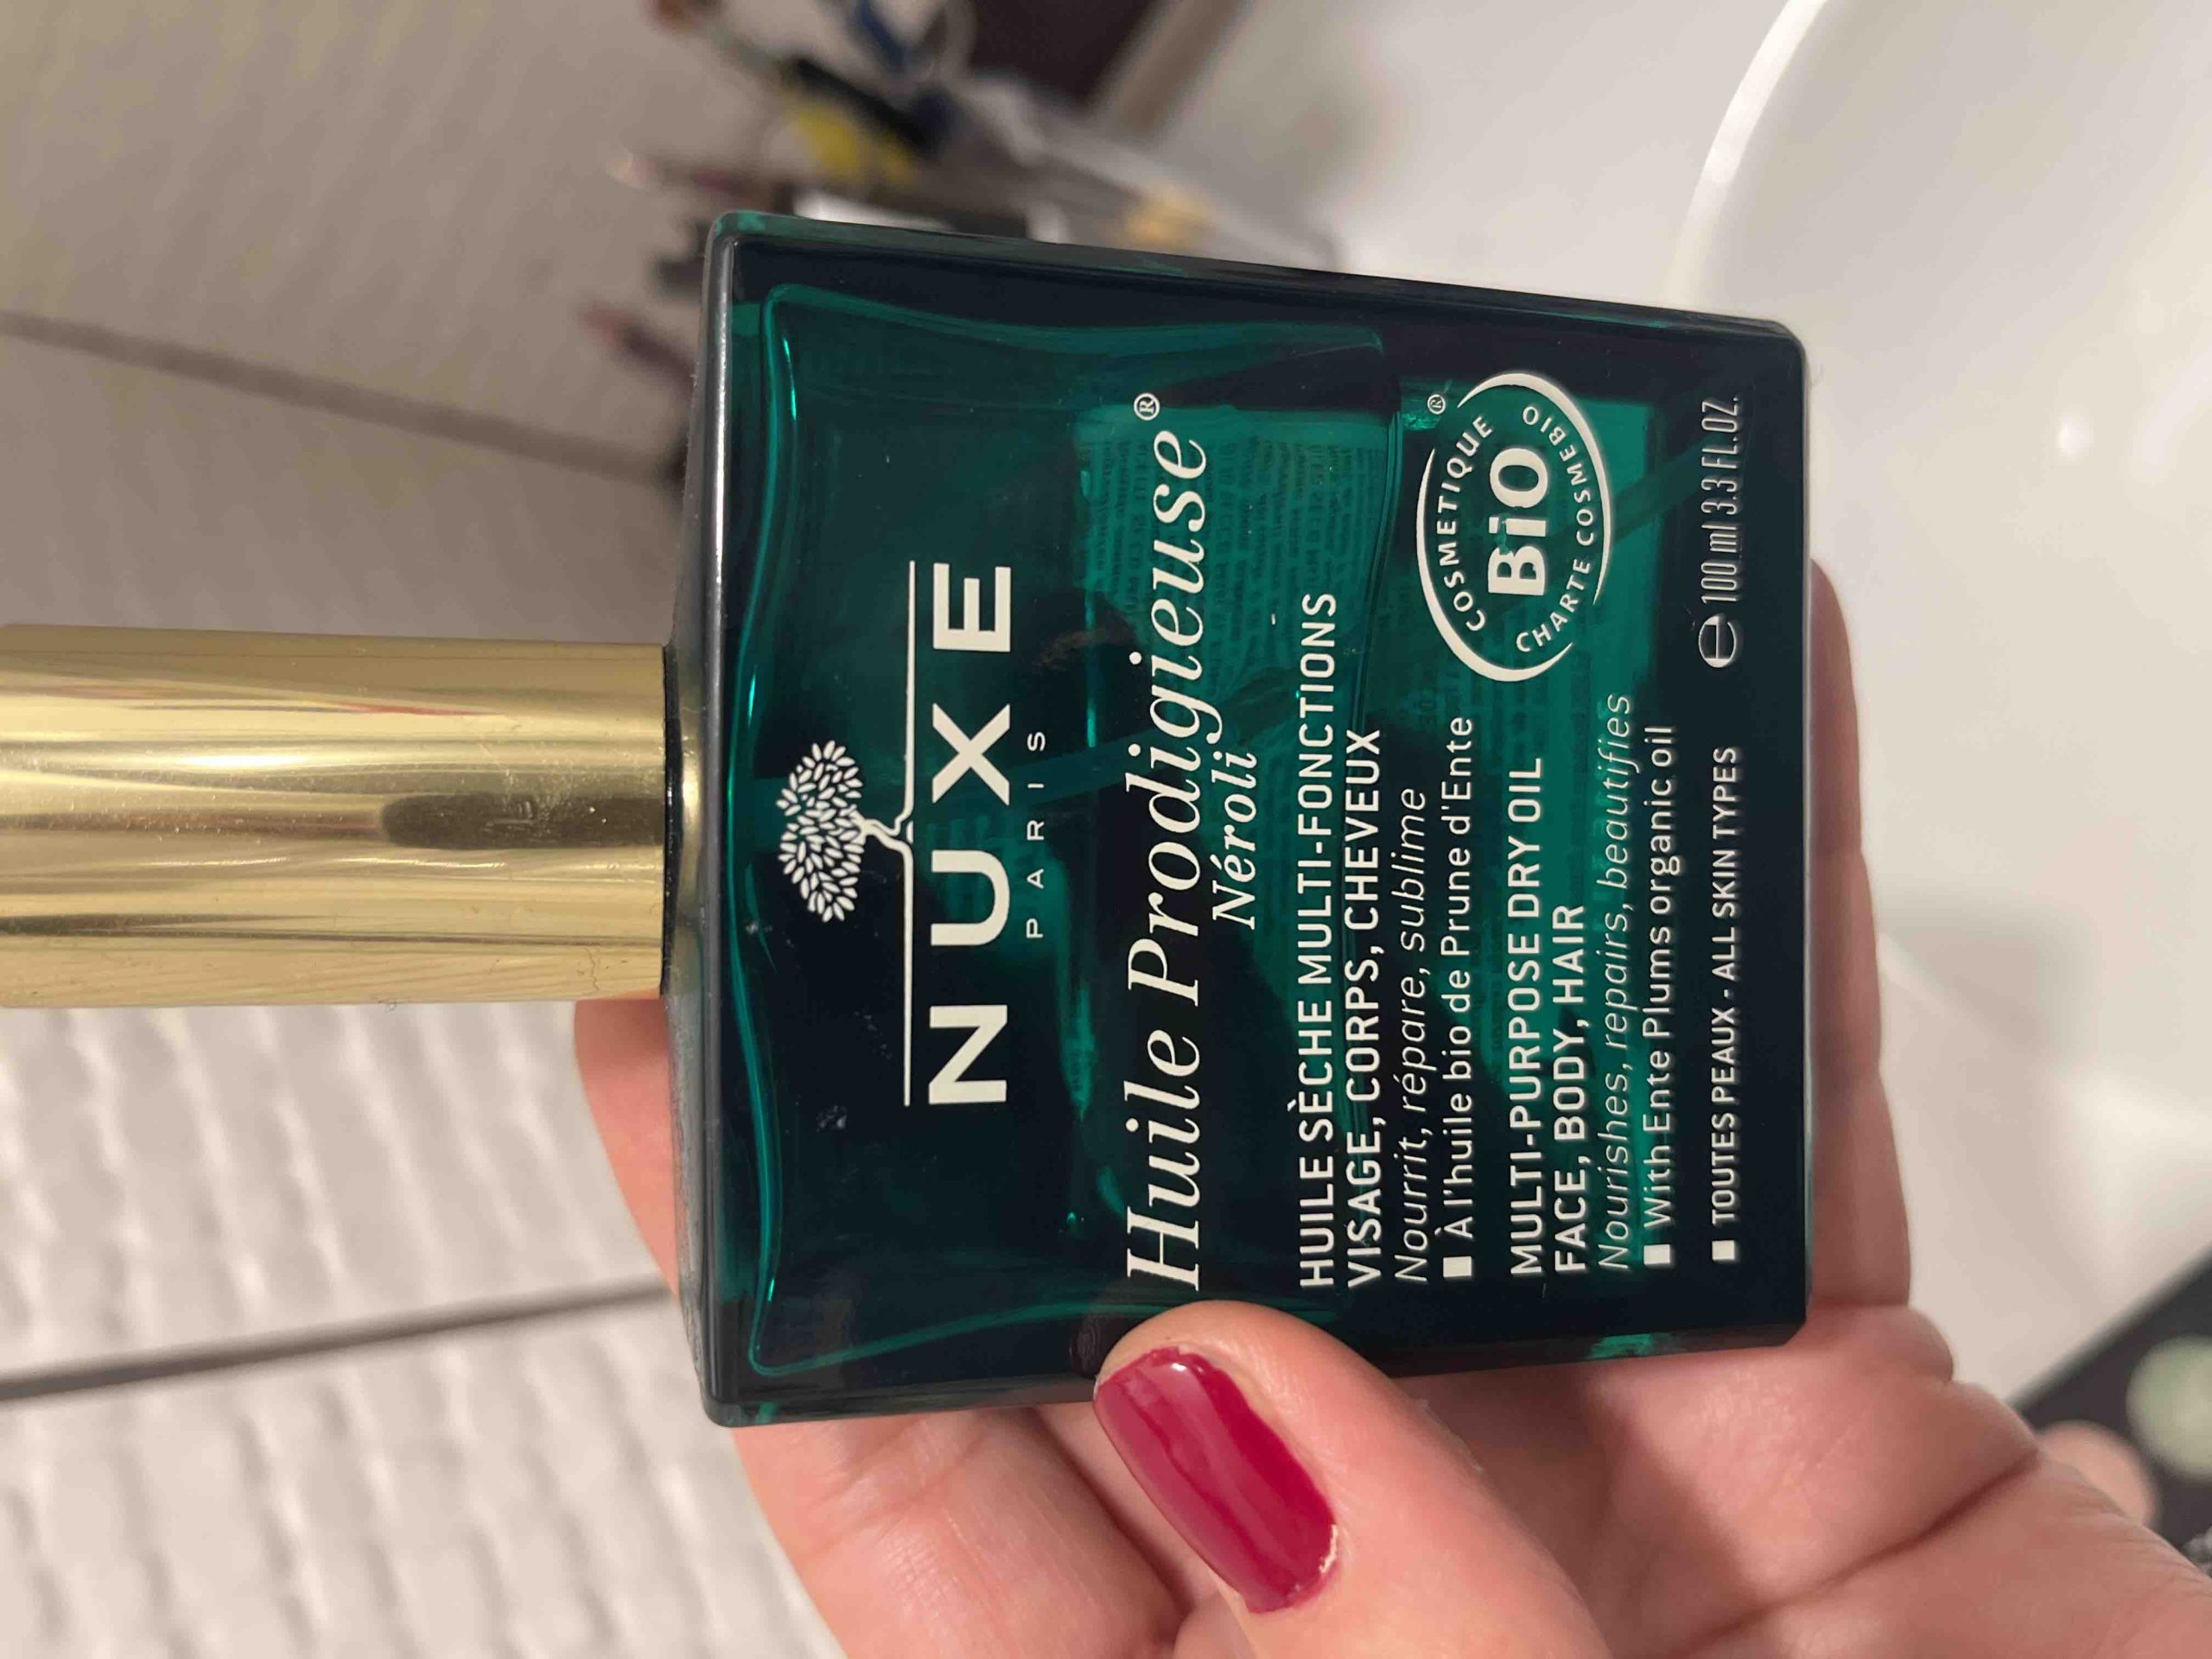 NUXE
PARIS
Huile Prodigieuse®
Néroli
HUILE SÈCHE MULTI-FONCTIONS
VISAGE, CORPS, CHEVEUX
Nourrit, répare, sublime
■ À l'huile bio de Prune d'Ente
MULTI-PURPOSE DRY OIL
FACE, BODY, HAIR
Nourishes, repairs, beautifies
■ With Ente Plums organic oil
■ TOUTES PEAUX - ALL SKIN TYPES
®
COSMETIQUE
BiO
CHARTE COSMEBIO
℮ 100 ml 3.3 FL.OZ.